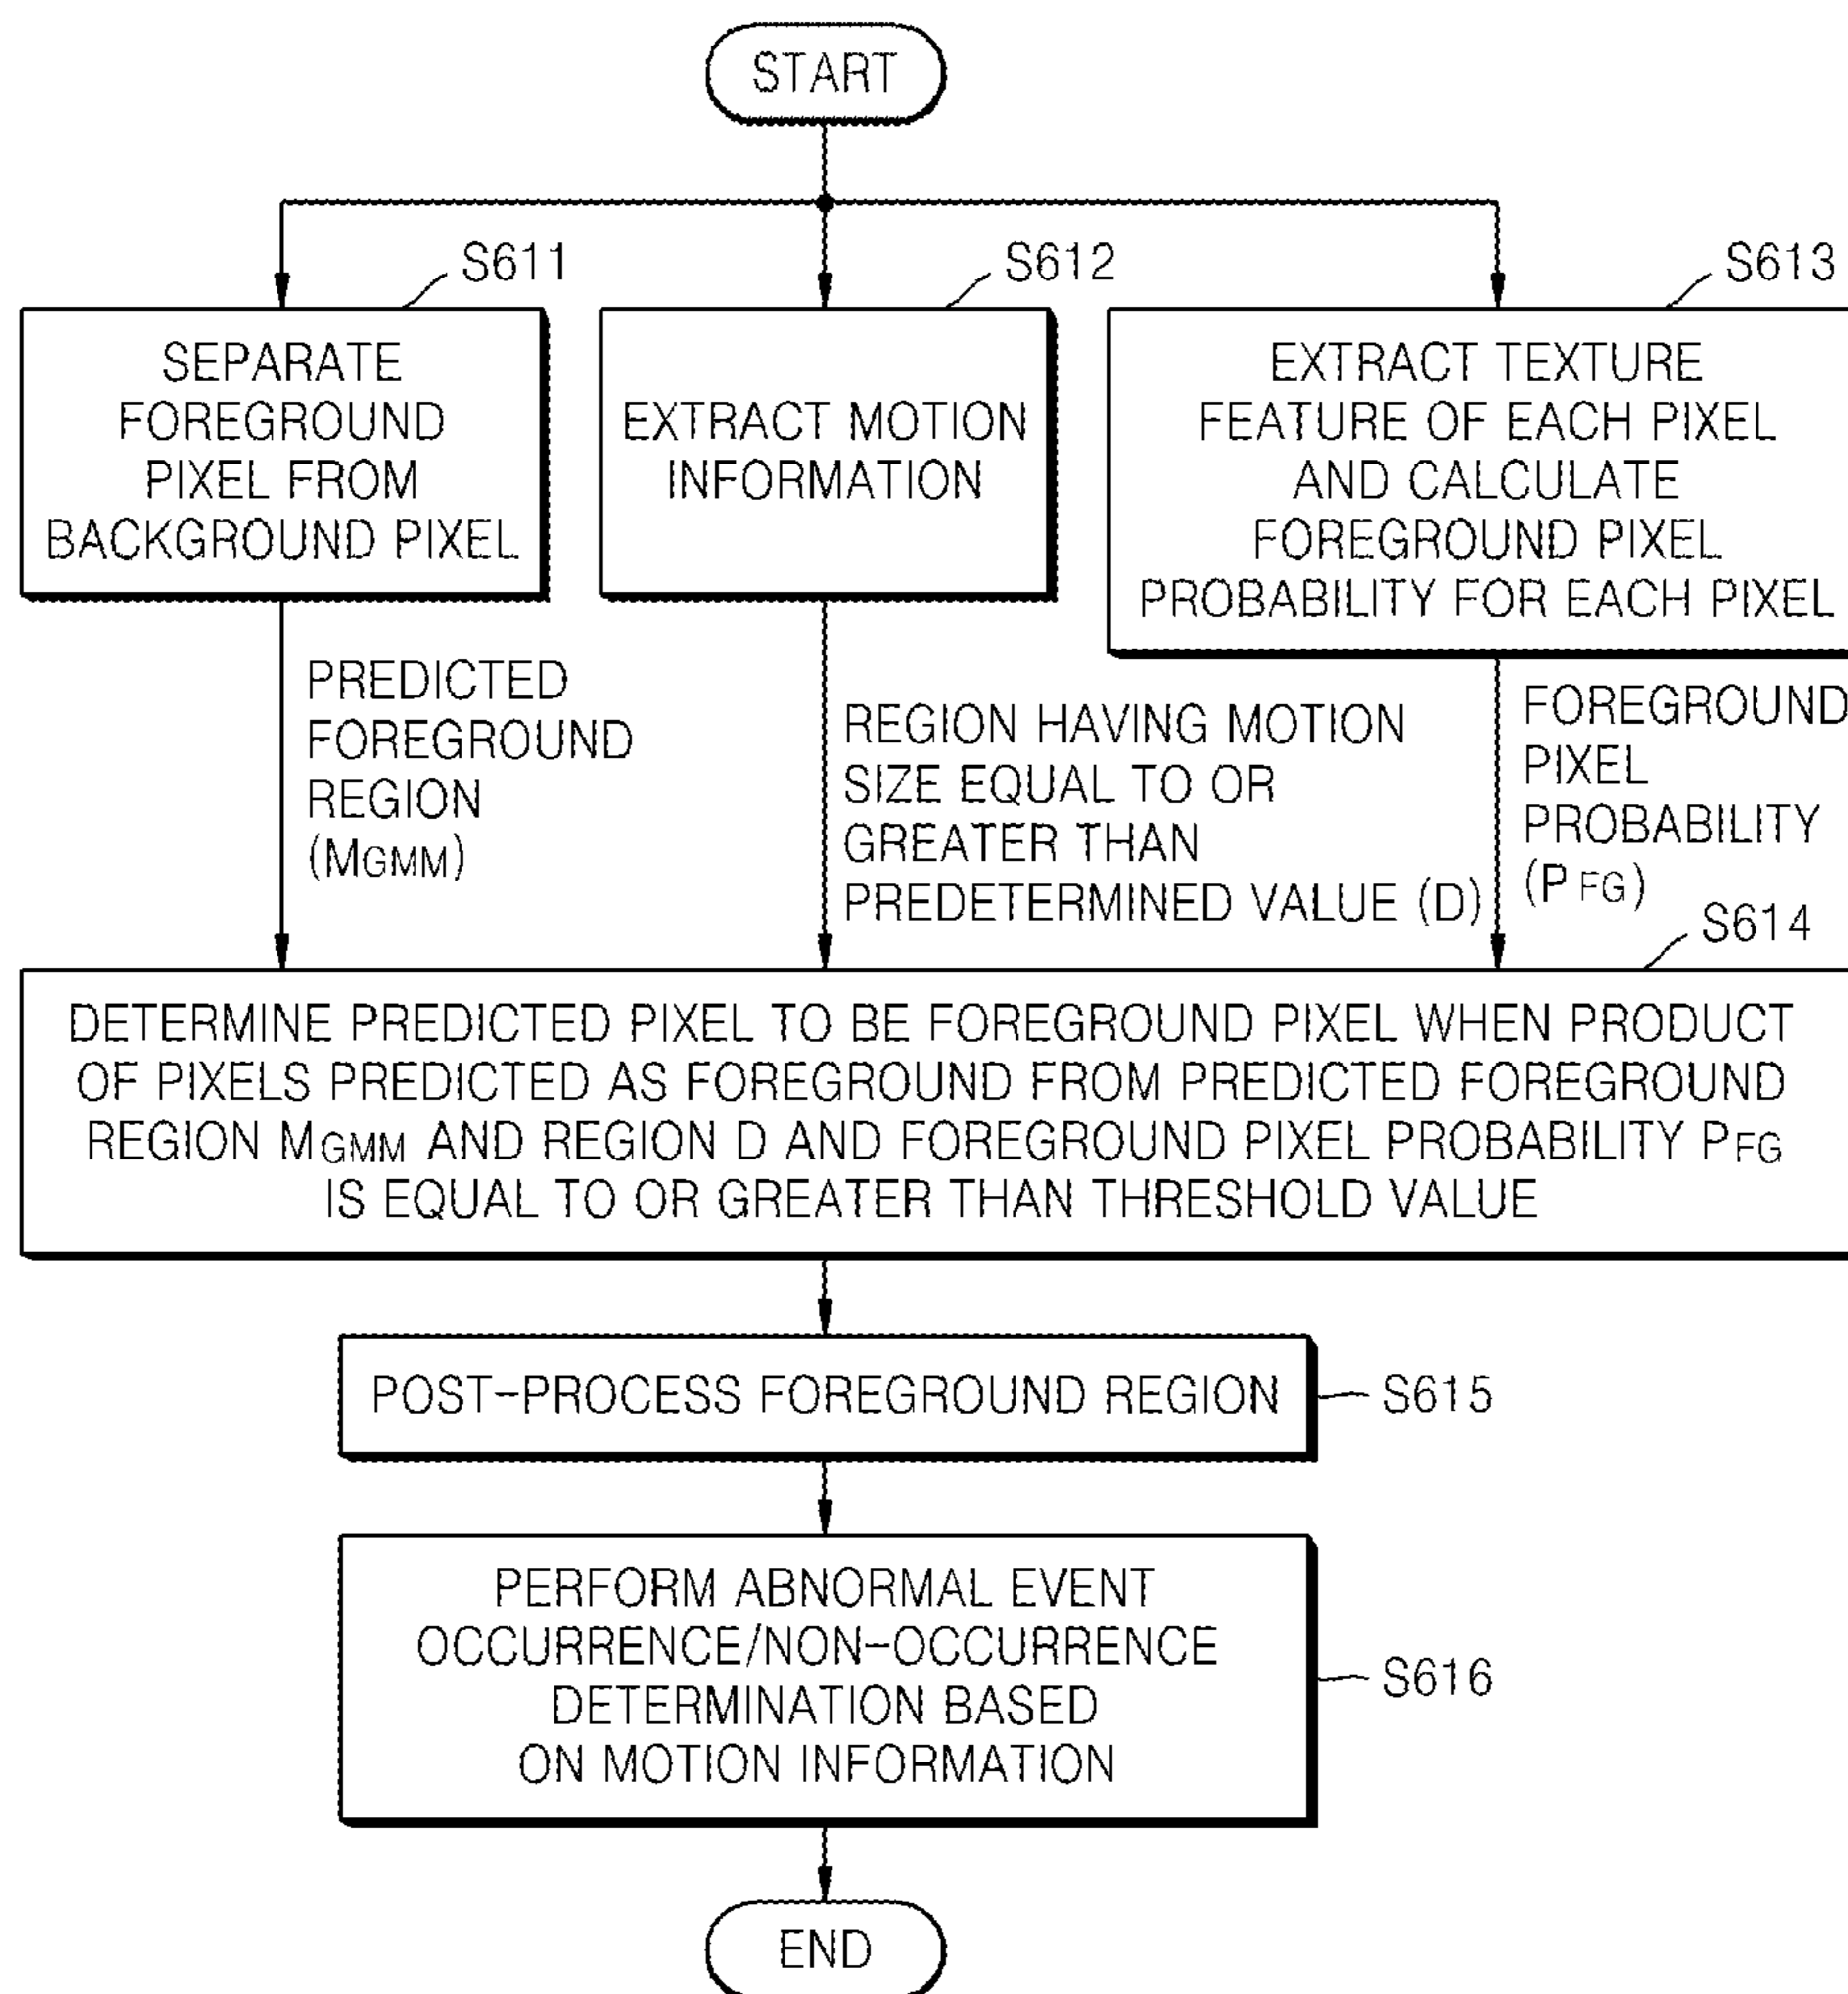 START
S611
SEPARATE
FOREGROUND
PIXEL FROM
BACKGROUND PIXEL
S612
EXTRACT MOTION
INFORMATION
S613
EXTRACT TEXTURE
FEATURE OF EACH PIXEL
AND CALCULATE
FOREGROUND PIXEL
PROBABILITY FOR EACH PIXEL
PREDICTED
FOREGROUND
REGION
(MGMM)
REGION HAVING MOTION
SIZE EQUAL TO OR
GREATER THAN
PREDETERMINED VALUE (D)
FOREGROUND
PIXEL
PROBABILITY
(P FG)
S614
DETERMINE PREDICTED PIXEL TO BE FOREGROUND PIXEL WHEN PRODUCT
OF PIXELS PREDICTED AS FOREGROUND FROM PREDICTED FOREGROUND
REGION MGMM AND REGION D AND FOREGROUND PIXEL PROBABILITY PFG
IS EQUAL TO OR GREATER THAN THRESHOLD VALUE
POST-PROCESS FOREGROUND REGION
S615
PERFORM ABNORMAL EVENT
OCCURRENCE/NON-OCCURRENCE
DETERMINATION BASED
ON MOTION INFORMATION
S616
END